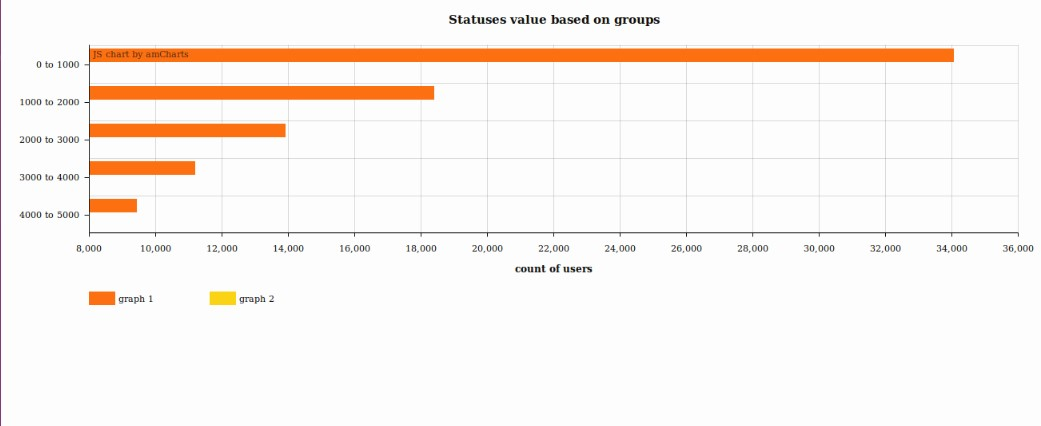 Statuses value based on groups
JS chart by amCharts
0 to 1000
1000 to 2000
2000 to 3000
3000 to 4000
4000 to 5000
8,000 10,000 12,000 14,000 16,000 18,000 20,000 22,000 24,000 26,000 28,000 30,000 32,000 34,000 36,000
count of users
graph 1 graph 2